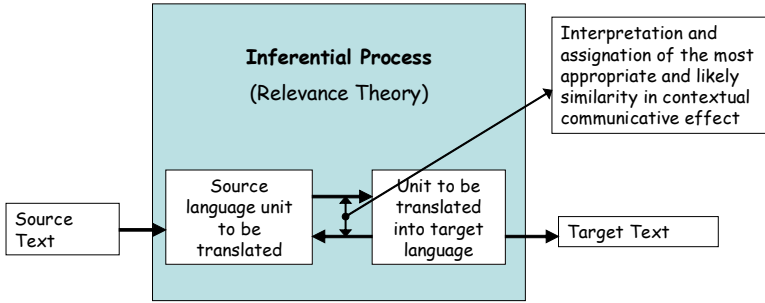 Inferential Process
(Relevance Theory)
Interpretation and
assignation of the most
appropriate and likely
similarity in contextual
communicative effect
Source
Text
Source
language unit
to be
translated
Unit to be
translated
into target
language
Target Text